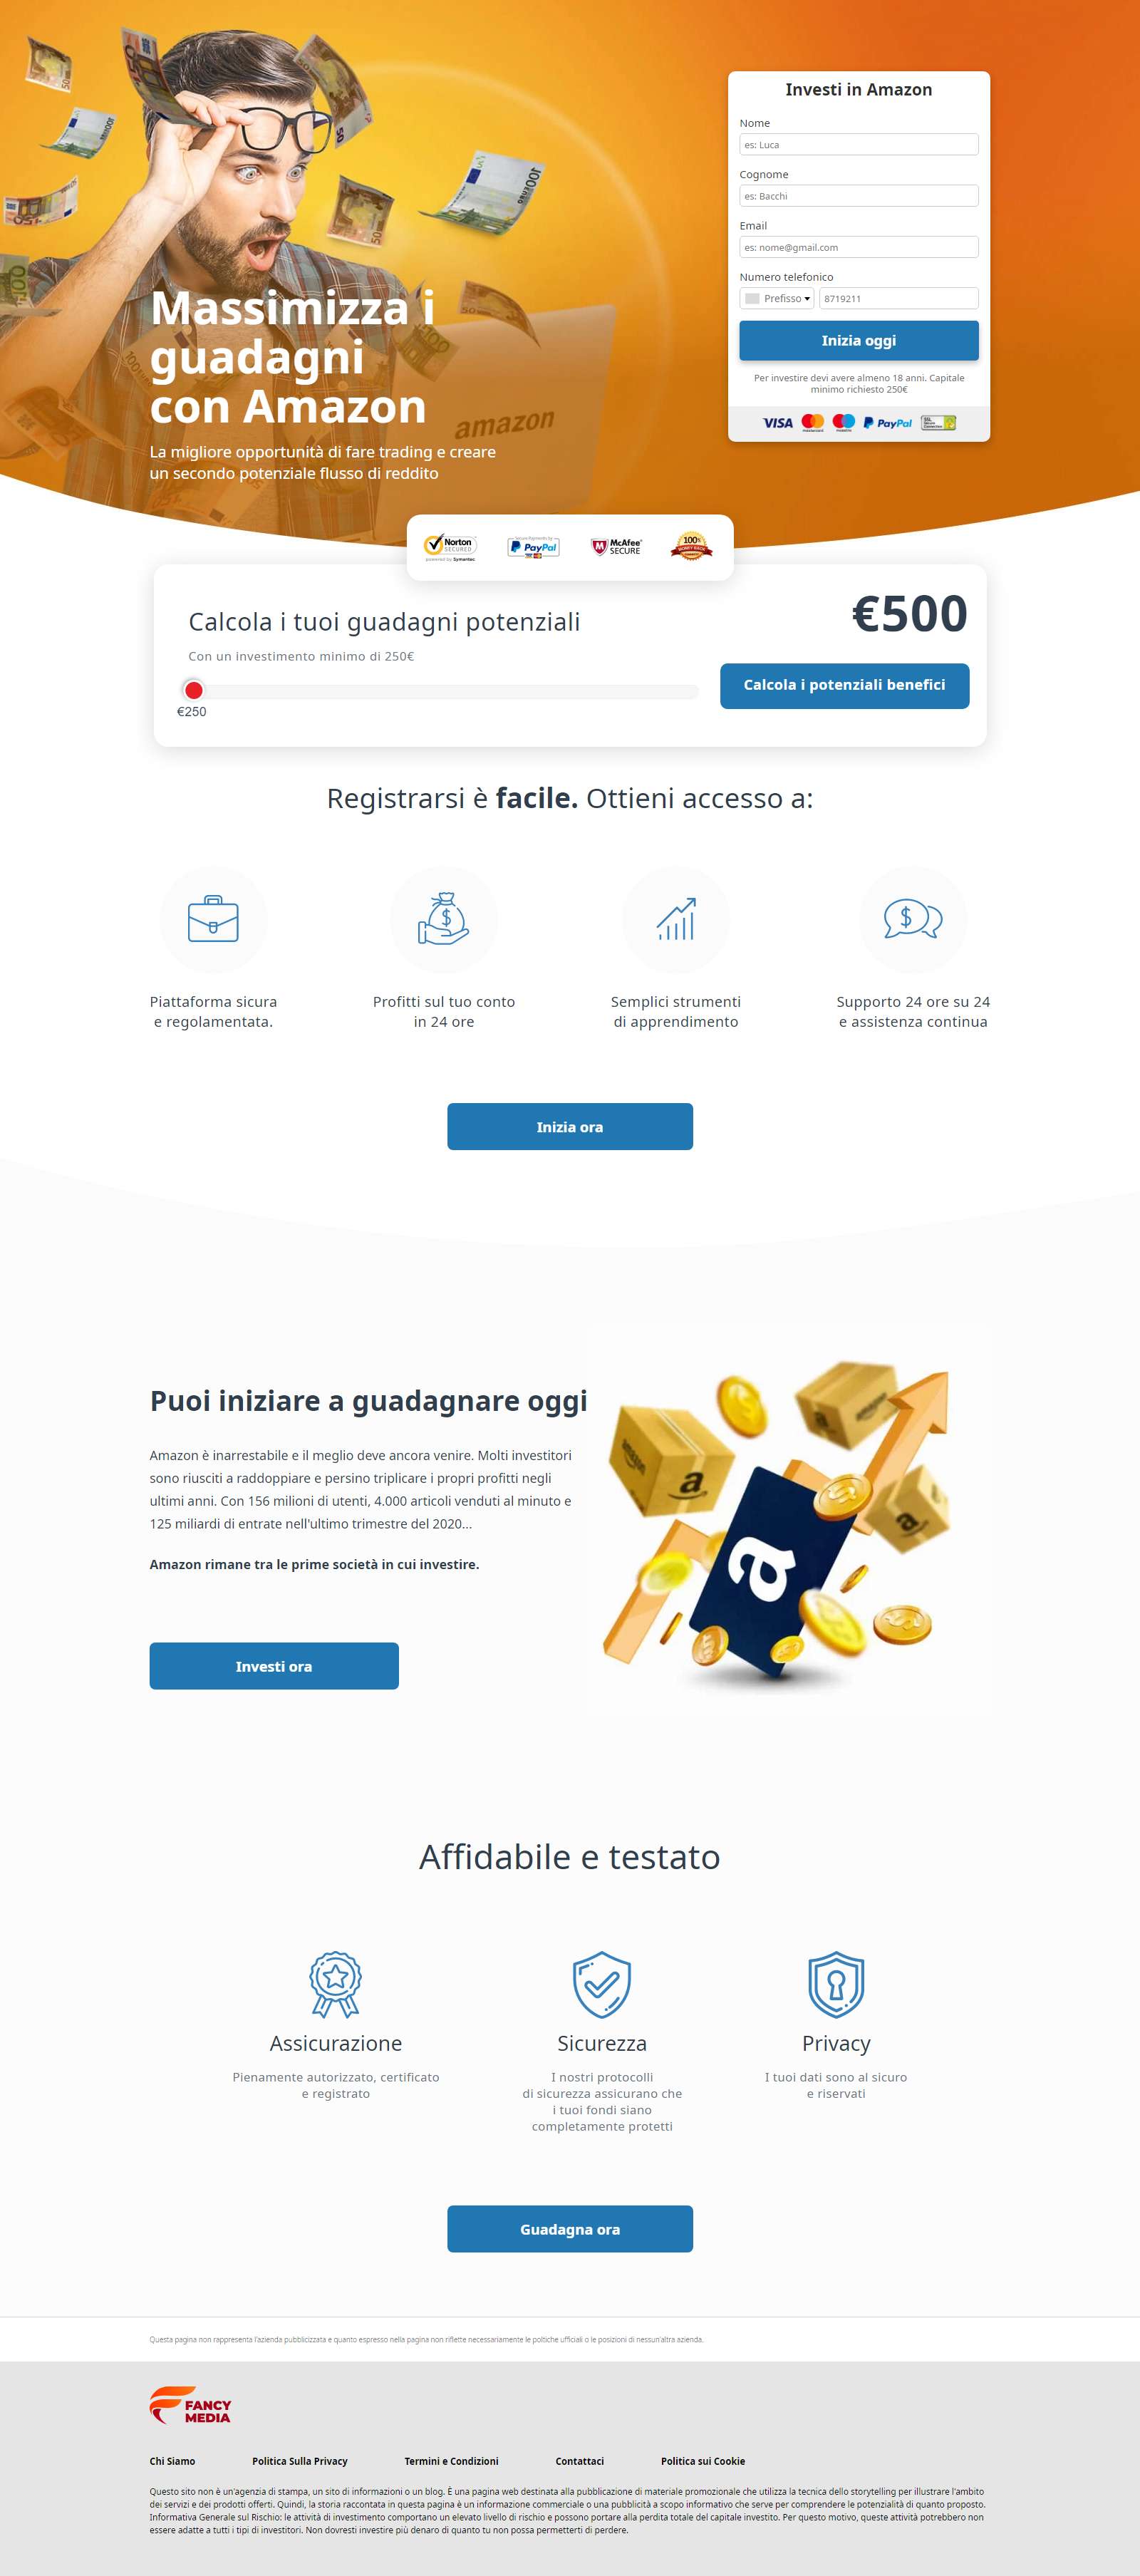 Massimizza i
guadagni
con Amazon
La migliore opportunità di fare trading e creare
un secondo potenziale flusso di reddito
amazon
Investi in Amazon
Nome
es: Luca
Cognome
es: Bacchi
Email
es: nome@gmail.com
Numero telefonico
Prefisso
8719211
Inizia oggi
Per investire devi avere almeno 18 anni. Capitale
minimo richiesto 250€
VISA PayPal
Norton
SECURED
powered by Symantec
Secure Payments by
PayPal
McAfee
SECURE
100%
Calcola i tuoi guadagni potenziali
€500
Con un investimento minimo di 250€
Calcola i potenziali benefici
€250
Registrarsi è facile. Ottieni accesso a:
Piattaforma sicura
e regolamentata.
Profitti sul tuo conto
in 24 ore
Semplici strumenti
di apprendimento
Supporto 24 ore su 24
e assistenza continua
Inizia ora
Puoi iniziare a guadagnare oggi
Amazon è inarrestabile e il meglio deve ancora venire. Molti investitori
sono riusciti a raddoppiare e persino triplicare i propri profitti negli
ultimi anni. Con 156 milioni di utenti, 4.000 articoli venduti al minuto e
125 miliardi di entrate nell'ultimo trimestre del 2020...
Amazon rimane tra le prime società in cui investire.
Investi ora
Affidabile e testato
Assicurazione
Pienamente autorizzato, certificato
e registrato
Sicurezza
I nostri protocolli
di sicurezza assicurano che
i tuoi fondi siano
completamente protetti
Privacy
I tuoi dati sono al sicuro
e riservati
Guadagna ora
Questa pagina non rappresenta l'azienda pubblicizzata e quanto espresso nella pagina non riflette necessariamente le poltiche ufficiali o le posizioni di nessun'altra azienda.
FANCY
MEDIA
Chi Siamo
Politica Sulla Privacy
Termini e Condizioni
Contattaci
Politica sui Cookie
Questo sito non è un'agenzia di stampa, un sito di informazioni o un blog. È una pagina web destinata alla pubblicazione di materiale promozionale che utilizza la tecnica dello storytelling per illustrare l'ambito
dei servizi e dei prodotti offerti. Quindi, la storia raccontata in questa pagina è un informazione commerciale o una pubblicità a scopo informativo che serve per comprendere le potenzialità di quanto proposto.
Informativa Generale sul Rischio: le attività di investimento comportano un elevato livello di rischio e possono portare alla perdita totale del capitale investito. Per questo motivo, queste attività potrebbero non
essere adatte a tutti i tipi di investitori. Non dovresti investire più denaro di quanto tu non possa permetterti di perdere.